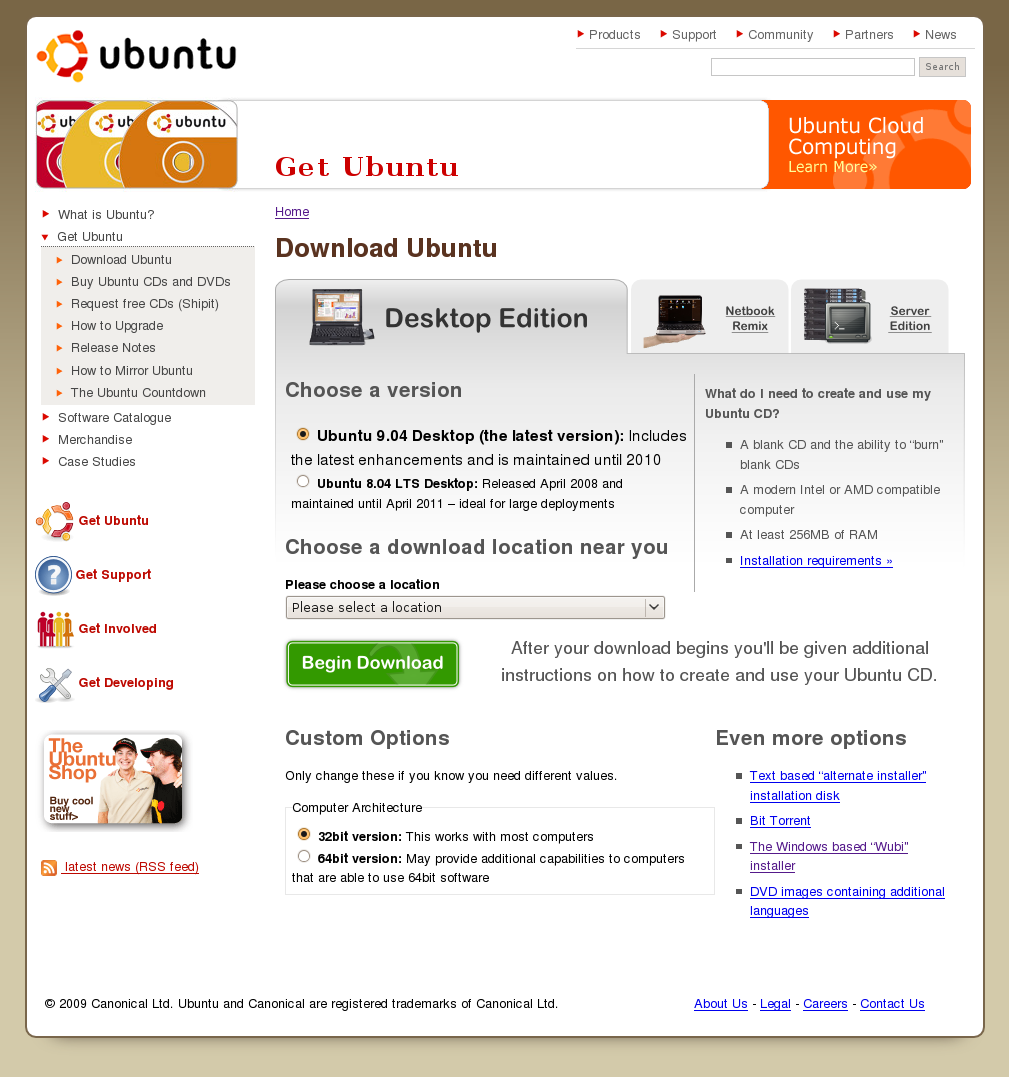 ubuntu
Products
Support
Community
Partners
News
Search
ubuntu
ubuntu
ubuntu
Get Ubuntu
Ubuntu Cloud
Computing
Learn More»
What is Ubuntu?
Get Ubuntu
Download Ubuntu
Buy Ubuntu CDs and DVDs
Request free CDs (Shipit)
How to Upgrade
Release Notes
How to Mirror Ubuntu
The Ubuntu Countdown
Software Catalogue
Merchandise
Case Studies
Get Ubuntu
Get Support
Get Involved
Get Developing
The
Ubuntu
Shop
Buy cool
new
stuff>
latest news (RSS feed)
Home
Download Ubuntu
Desktop Edition
Netbook
Remix
Server
Edition
Choose a version
Ubuntu 9.04 Desktop (the latest version): Includes
the latest enhancements and is maintained until 2010
Ubuntu 8.04 LTS Desktop: Released April 2008 and
maintained until April 2011 – ideal for large deployments
What do I need to create and use my
Ubuntu CD?
A blank CD and the ability to “burn”
blank CDs
A modern Intel or AMD compatible
computer
At least 256MB of RAM
Installation requirements »
Choose a download location near you
Please choose a location
Please select a location
Begin Download
After your download begins you'll be given additional
instructions on how to create and use your Ubuntu CD.
Custom Options
Only change these if you know you need different values.
Computer Architecture
32bit version: This works with most computers
64bit version: May provide additional capabilities to computers
that are able to use 64bit software
Even more options
Text based “alternate installer”
installation disk
Bit Torrent
The Windows based “Wubi”
installer
DVD images containing additional
languages
© 2009 Canonical Ltd. Ubuntu and Canonical are registered trademarks of Canonical Ltd.
About Us - Legal - Careers - Contact Us